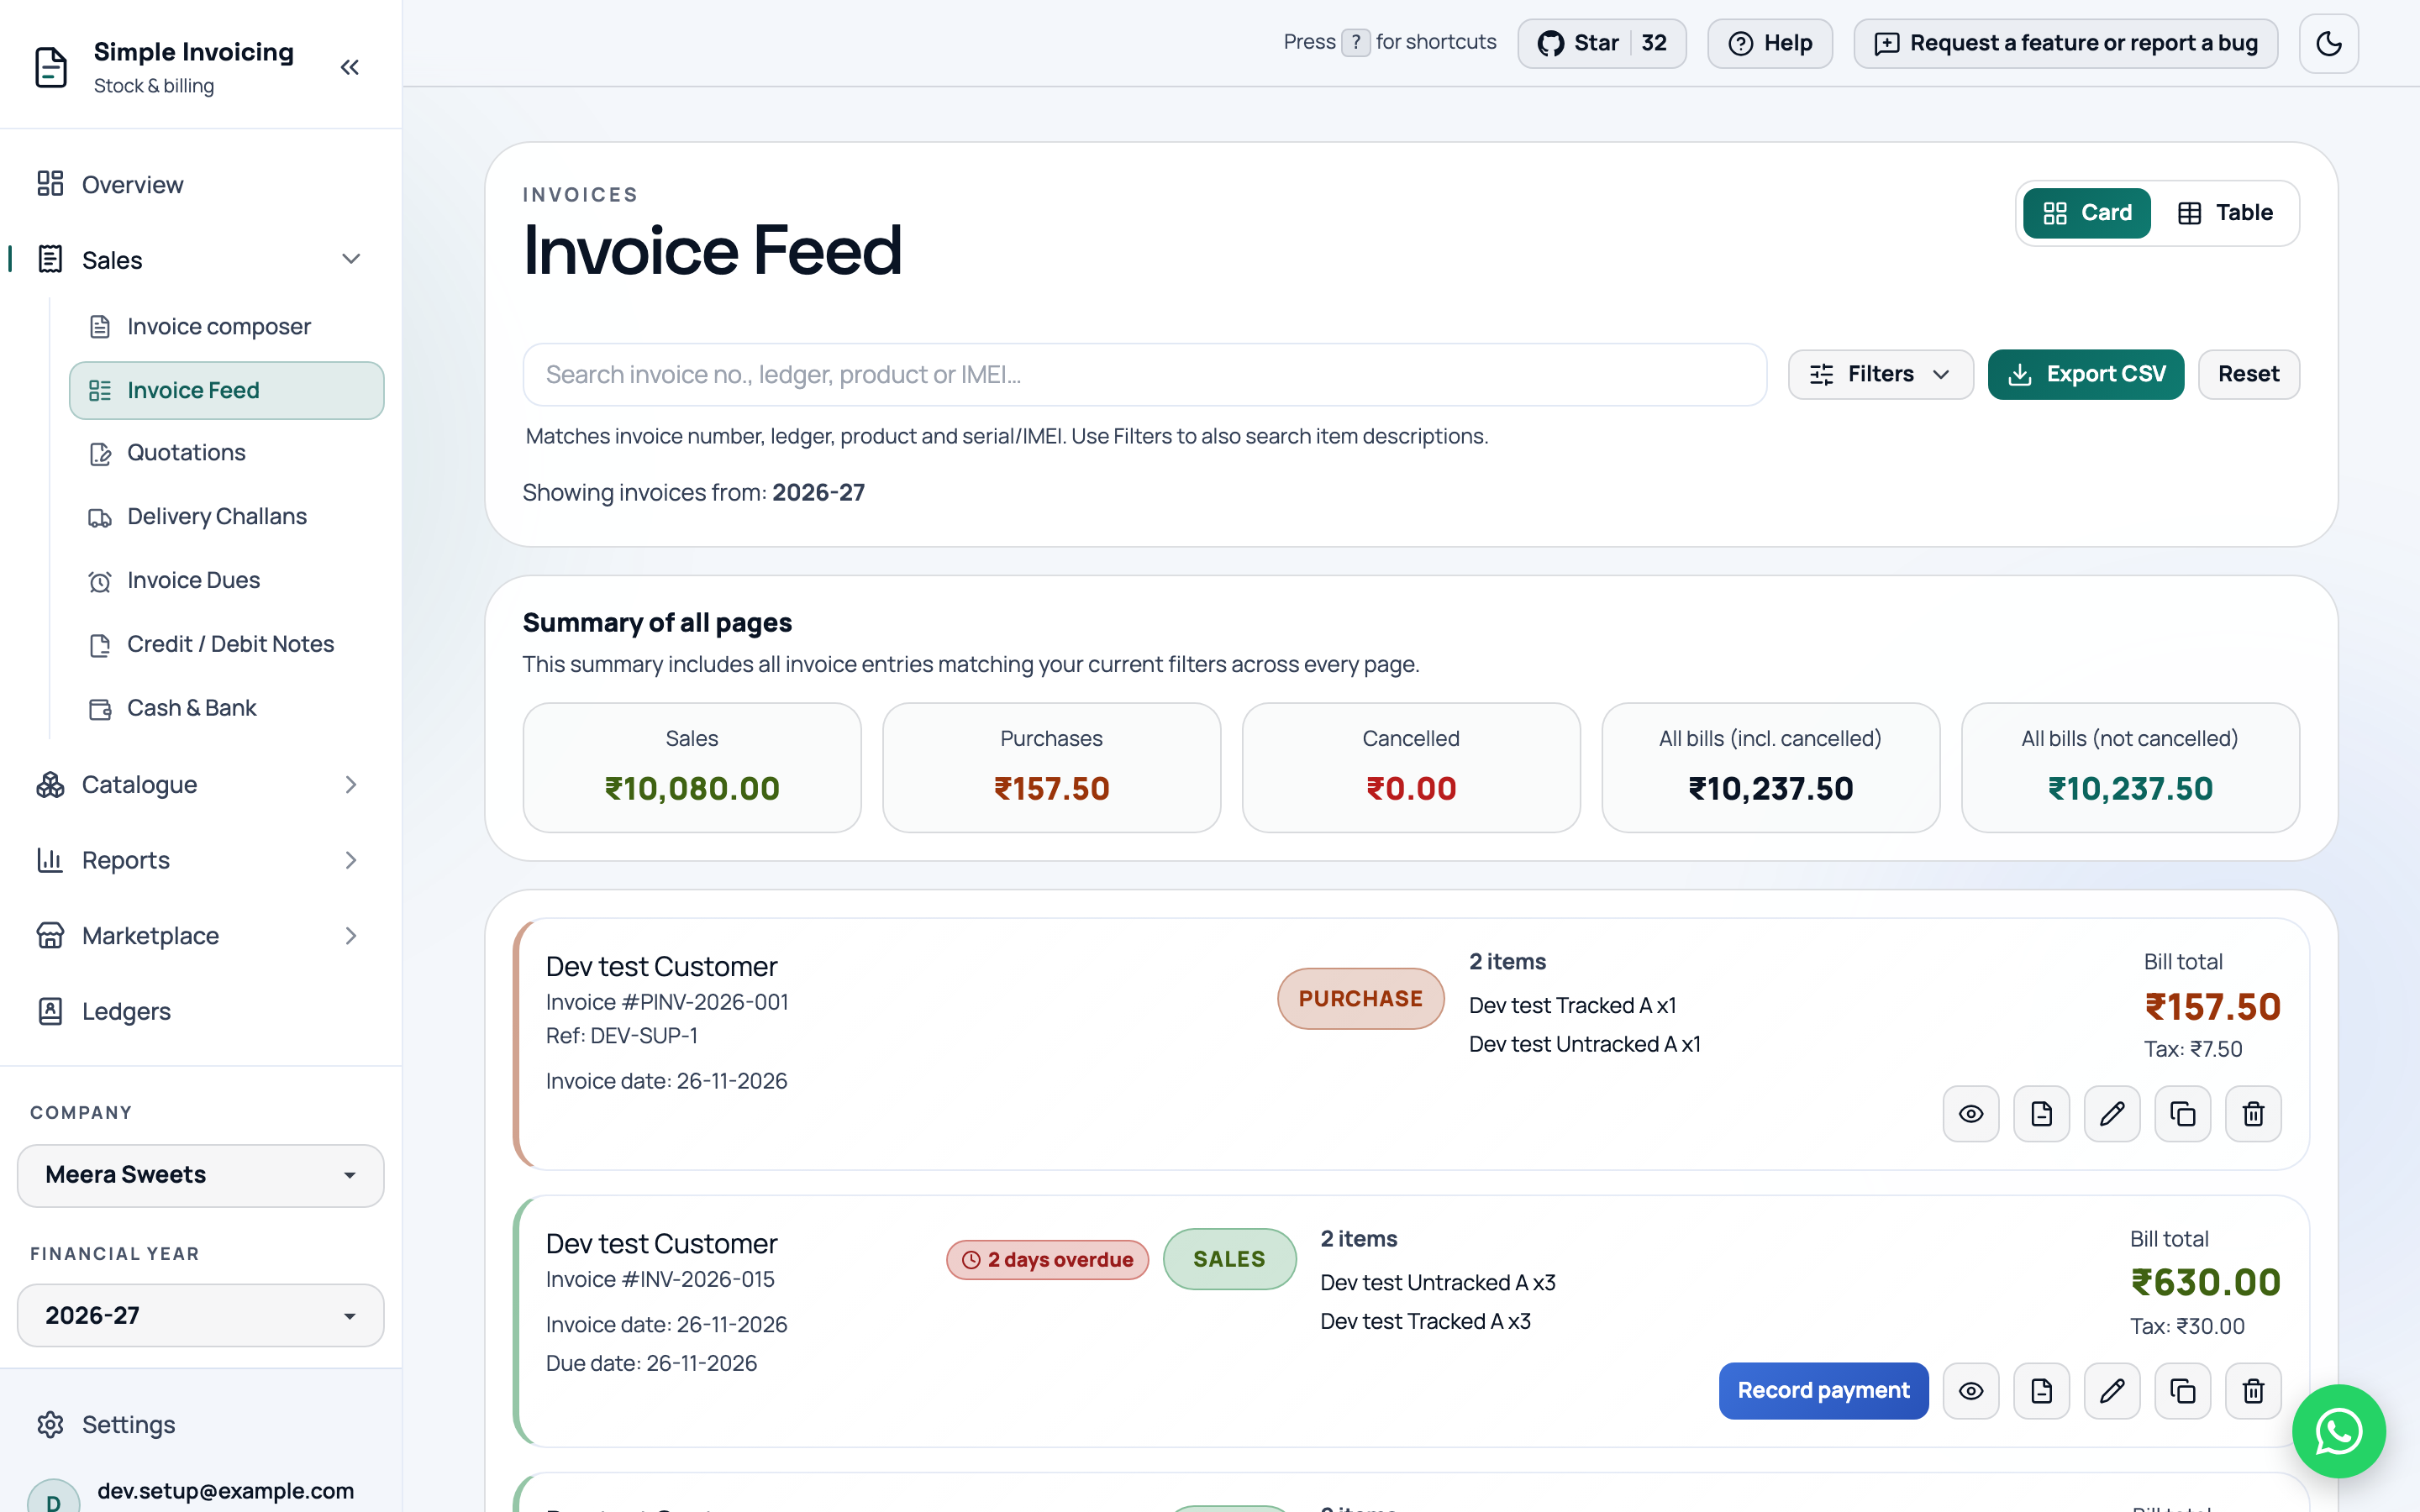 Simple Invoicing
Stock & billing
Press ? for shortcuts
Star 32
Help
Request a feature or report a bug
Overview
Sales
Invoice composer
Invoice Feed
Quotations
Delivery Challans
Invoice Dues
Credit / Debit Notes
Cash & Bank
Catalogue
Reports
Marketplace
Ledgers
COMPANY
Meera Sweets
FINANCIAL YEAR
2026-27
Settings
D
dev.setup@example.com
INVOICES
Invoice Feed
Card
Table
Search invoice no., ledger, product or IMEI...
Filters
Export CSV
Reset
Matches invoice number, ledger, product and serial/IMEI. Use Filters to also search item descriptions.
Showing invoices from: 2026-27
Summary of all pages
This summary includes all invoice entries matching your current filters across every page.
Sales
₹10,080.00
Purchases
₹157.50
Cancelled
₹0.00
All bills (incl. cancelled)
₹10,237.50
All bills (not cancelled)
₹10,237.50
Dev test Customer
Invoice #PINV-2026-001
Ref: DEV-SUP-1
Invoice date: 26-11-2026
PURCHASE
2 items
Dev test Tracked A x1
Dev test Untracked A x1
Bill total
₹157.50
Tax: ₹7.50
Dev test Customer
Invoice #INV-2026-015
Invoice date: 26-11-2026
Due date: 26-11-2026
2 days overdue
SALES
2 items
Dev test Untracked A x3
Dev test Tracked A x3
Bill total
₹630.00
Tax: ₹30.00
Record payment